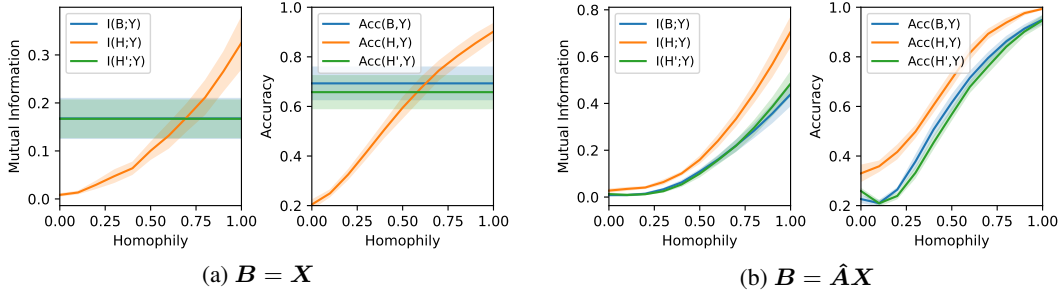 Mutual Information
0.3
0.2
0.1
0.0
I(B;Y)
I(H;Y)
I(H';Y)
0.00 0.25 0.50 0.75 1.00
Homophily
Accuracy
1.0
0.8
0.6
0.4
0.2
Acc(B,Y)
Acc(H,Y)
Acc(H',Y)
0.00 0.25 0.50 0.75 1.00
Homophily
(a) B = X
Mutual Information
0.8
0.6
0.4
0.2
0.0
I(B;Y)
I(H;Y)
I(H';Y)
0.00 0.25 0.50 0.75 1.00
Homophily
Accuracy
1.0
0.8
0.6
0.4
0.2
Acc(B,Y)
Acc(H,Y)
Acc(H',Y)
0.00 0.25 0.50 0.75 1.00
Homophily
(b) B = ÂX